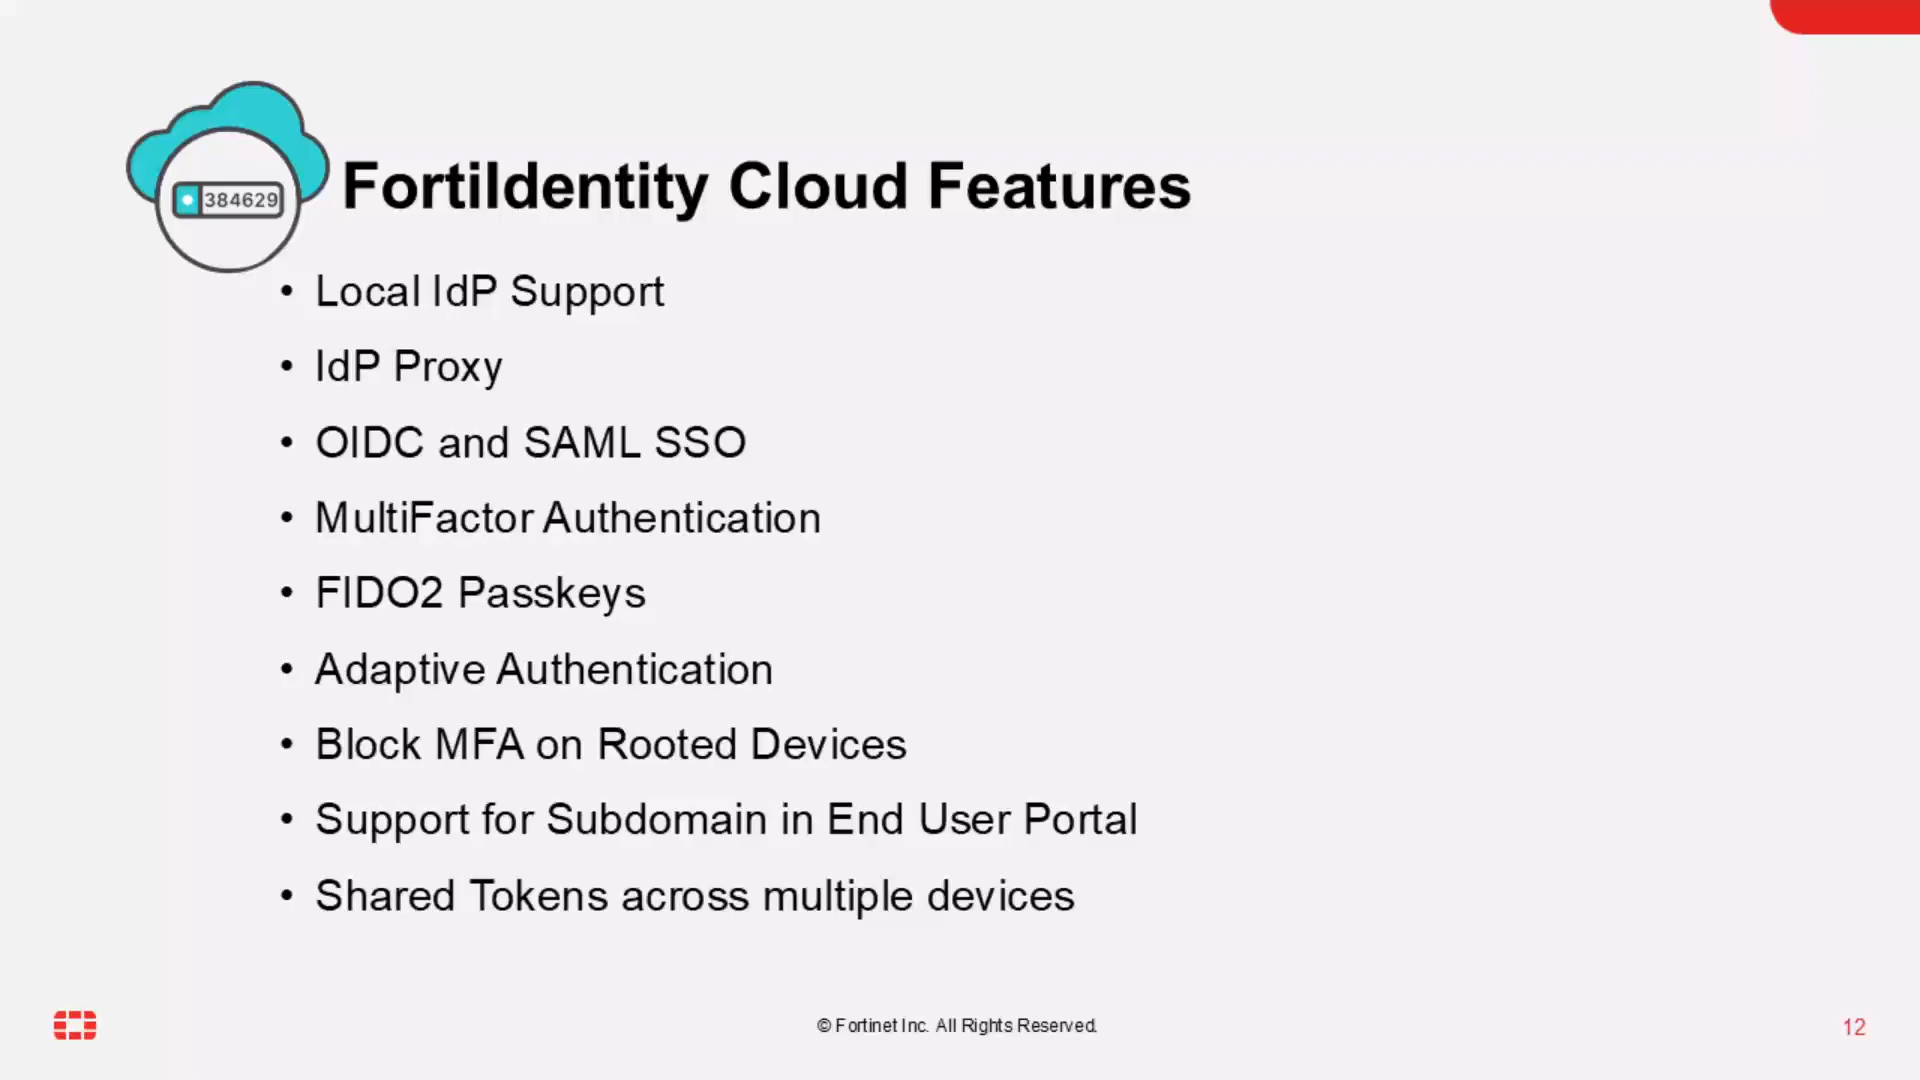 384629
FortiIdentity Cloud Features
• Local IdP Support
• IdP Proxy
• OIDC and SAML SSO
• MultiFactor Authentication
• FIDO2 Passkeys
• Adaptive Authentication
• Block MFA on Rooted Devices
• Support for Subdomain in End User Portal
• Shared Tokens across multiple devices
© Fortinet Inc. All Rights Reserved.
12